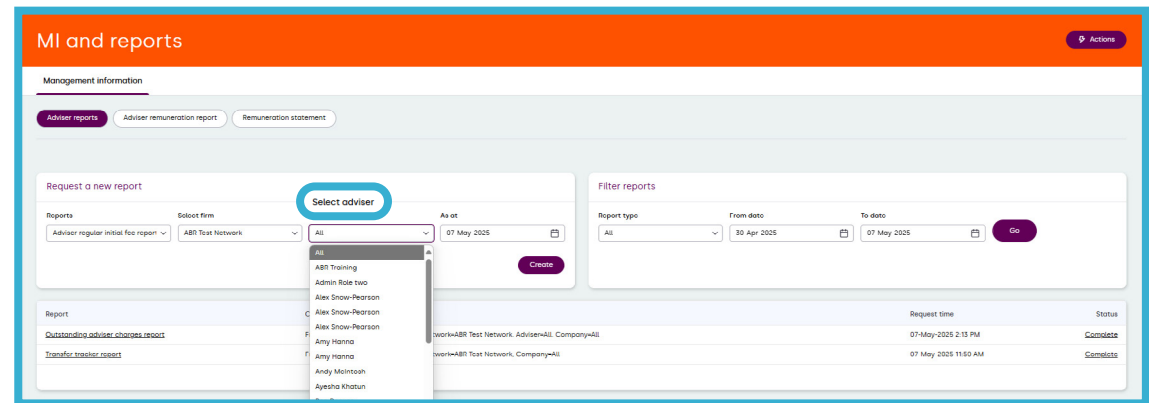 MI and reports
Actions
Management information
Adviser reports
Adviser remuneration report
Remuneration statement
Request a new report
Filter reports
Select adviser
Reports
Select firm
As at
Report type
From date
To date
Adviser regular initial fee report
ABR Test Network
All
07 May 2025
All
30 Apr 2025
07 May 2025
Go
Create
All
ABR Training
Admin Role two
Alex Snow-Pearson
Alex Snow-Pearson
Alex Snow-Pearson
Amy Hanna
Amy Hanna
Andy McIntosh
Ayesha Khatun
Report
Request time
Status
Outstanding adviser charges report
twork=ABR Test Network, Adviser=All, Company=All
07-May-2025 2:13 PM
Complete
Transfer tracker report
twork=ABR Test Network, Company=All
07 May 2025 11:50 AM
Complete